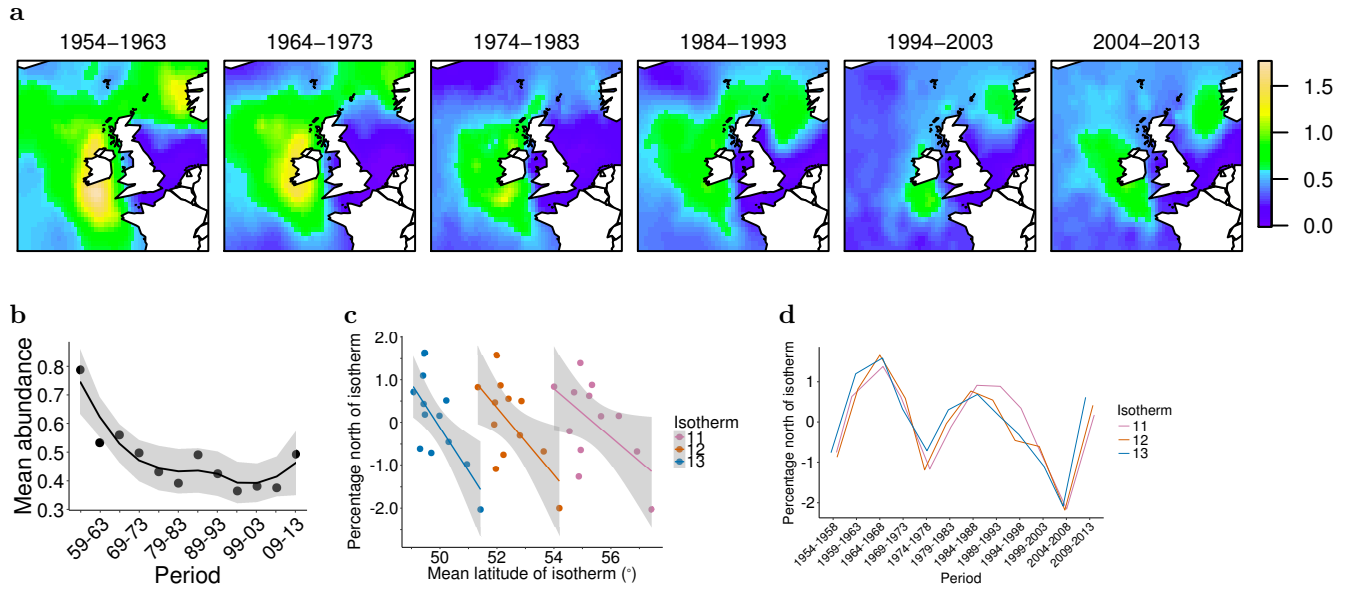 a
1954−1963 1964−1973 1974−1983 1984−1993 1994−2003 2004−2013
1.5
1.0
0.5
0.0
b
Mean abundance
0.8
0.7
0.6
0.5
0.4
0.3
59-63 69-73 79-83 89-93 99-03 09-13
Period
c
Percentage north of isotherm
2.0
1.0
0
-1.0
-2.0
50 52 54 56
Mean latitude of isotherm (°)
Isotherm
11
12
13
d
Percentage north of isotherm
1
0
-1
-2
1954-1958 1959-1963 1964-1968 1969-1973 1974-1978 1979-1983 1984-1988 1989-1993 1994-1998 1999-2003 2004-2008 2009-2013
Period
Isotherm
11
12
13